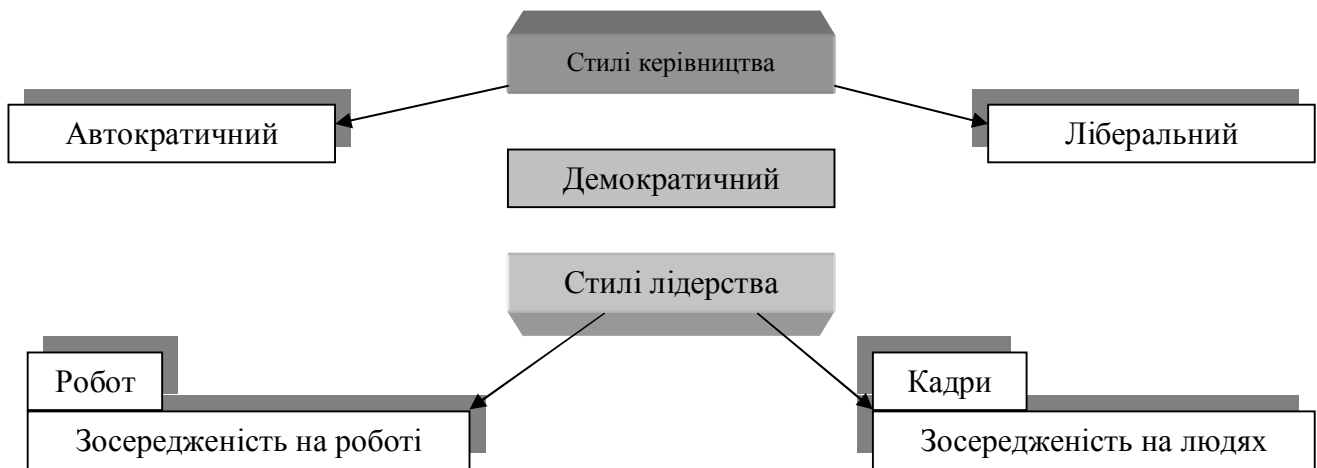 Стилі керівництва
Автократичний
Ліберальний
Демократичний
Стилі лідерства
Робот
Кадри
Зосередженість на роботі
Зосередженість на людях